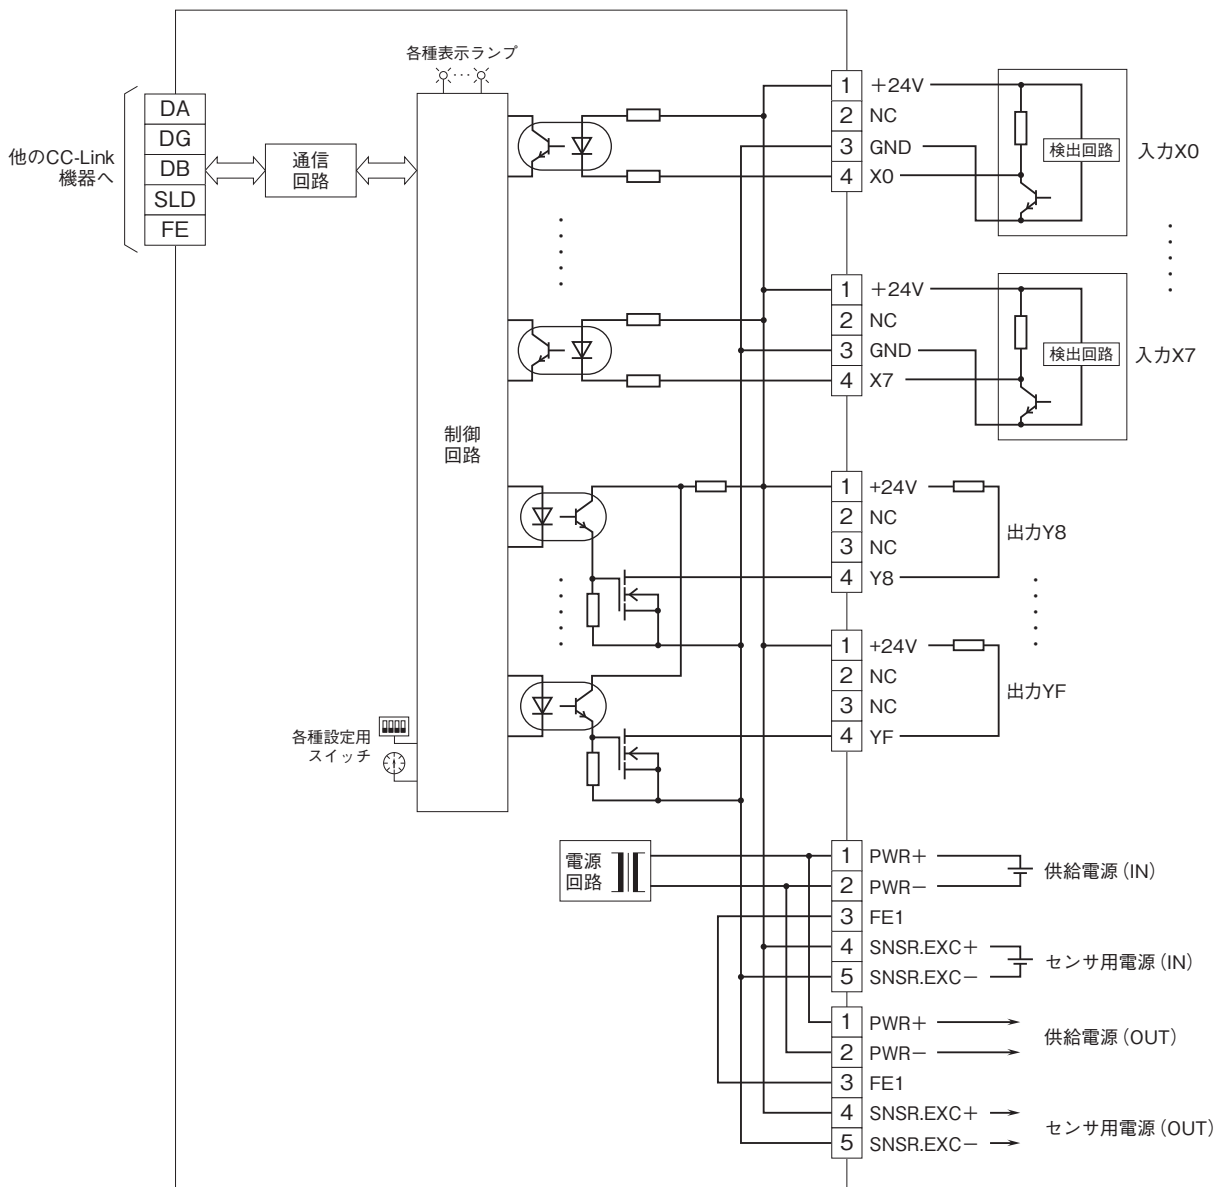 各種表示ランプ
他のCC-Link
機器へ
DA
DG
DB
SLD
FE
通信
回路
制御
回路
各種設定用
スイッチ
1 +24V
2 NC
3 GND
4 X0
検出回路
入力X0
1 +24V
2 NC
3 GND
4 X7
検出回路
入力X7
1 +24V
2 NC
3 NC
4 Y8
出力Y8
1 +24V
2 NC
3 NC
4 YF
出力YF
電源
回路
1 PWR+
2 PWR−
3 FE1
4 SNSR.EXC+
5 SNSR.EXC−
供給電源(IN)
センサ用電源(IN)
1 PWR+
2 PWR−
3 FE1
4 SNSR.EXC+
5 SNSR.EXC−
供給電源(OUT)
センサ用電源(OUT)